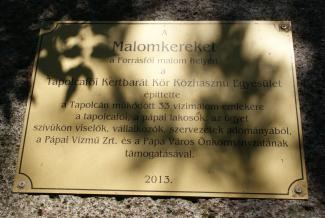 A
Malomkereket
a Forrásfői malom helyén
a Tapolcafői Kertbarát Kör Közhasznú Egyesület
építtette
a Tapolcán működött 33 vízimalom emlékére
a tapolcafői, a pápai lakosok, az ügyet
szívükön viselők, vállalkozók, szervezetek adományaiból,
a Pápai Vízmű Zrt. és a Pápa Város Önkormányzatának
támogatásával.
2013.